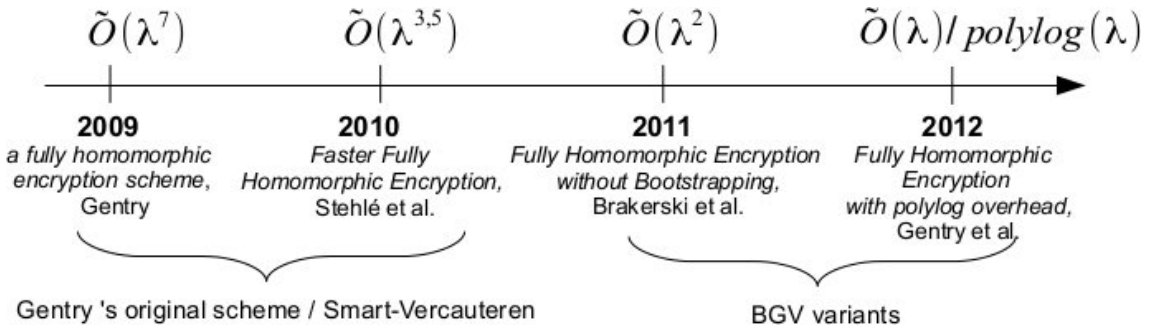 Õ(λ^7)
Õ(λ^3,5)
Õ(λ^2)
Õ(λ)/ polylog(λ)
2009
a fully homomorphic
encryption scheme,
Gentry
2010
Faster Fully
Homomorphic Encryption,
Stehlé et al.
2011
Fully Homomorphic Encryption
without Bootstrapping,
Brakerski et al.
2012
Fully Homomorphic
Encryption
with polylog overhead,
Gentry et al.
Gentry 's original scheme / Smart-Vercauteren
BGV variants